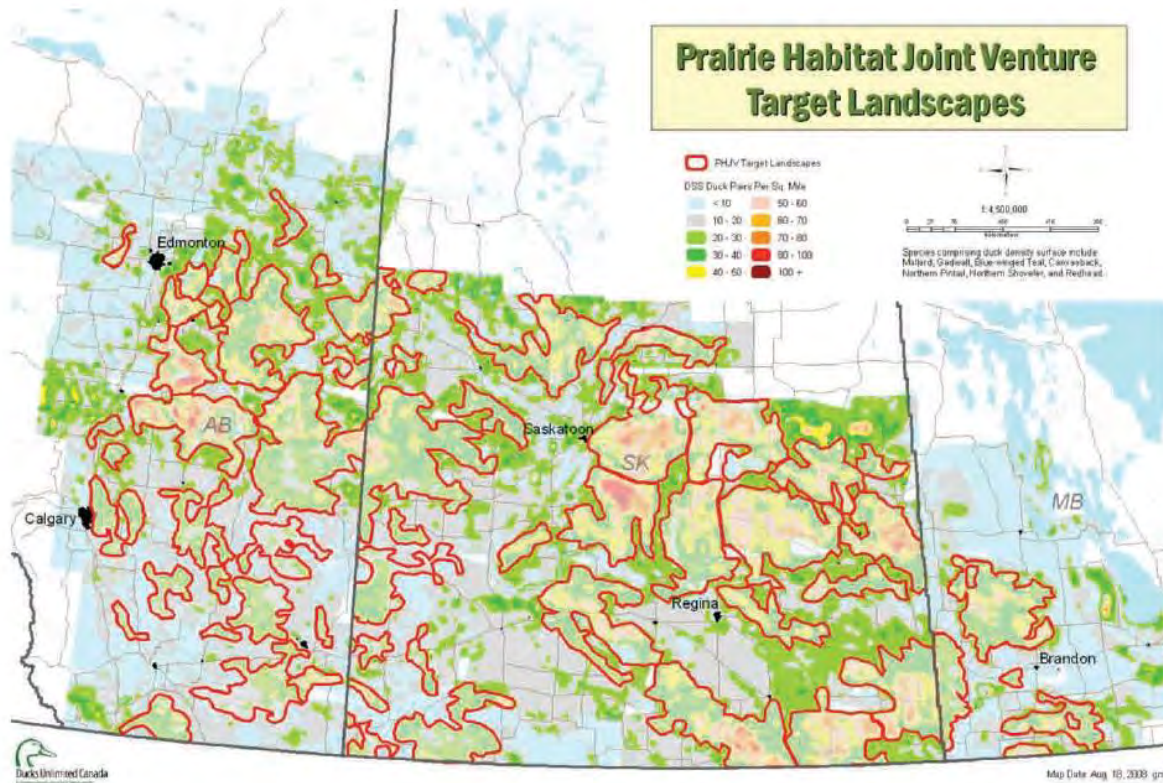 Prairie Habitat Joint Venture
Target Landscapes
PHJV Target Landscapes
DSS Duck Pairs Per Sq. Mile
< 10
10 - 20
20 - 30
30 - 40
40 - 50
50 - 60
60 - 70
70 - 80
80 - 100
100 +
1:4,500,000
Kilometers
Species comprising duck density surface include
Mallard, Gadwall, Blue-winged Teal, Canvasback,
Northern Pintail, Northern Shoveler, and Redhead
Edmonton
AB
Saskatoon
SK
Calgary
MB
Regina
Brandon
Ducks Unlimited Canada
Map Date Aug 18, 2008